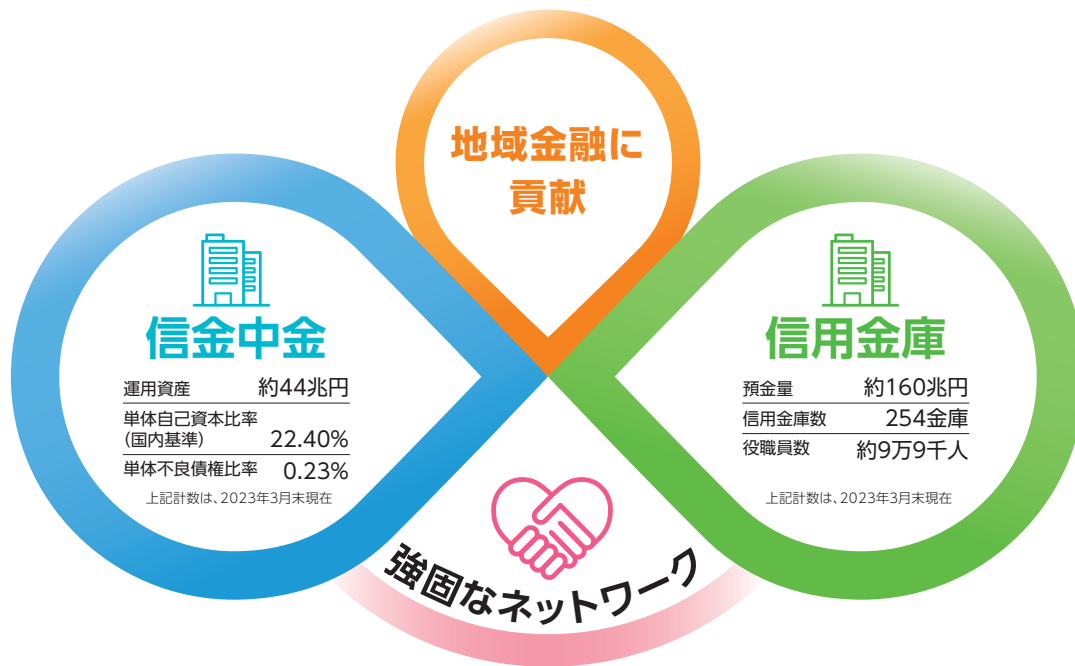 地域金融に
貢献
信金中金
運用資産 約44兆円
単体自己資本比率
(国内基準) 22.40%
単体不良債権比率 0.23%
上記計数は、2023年3月末現在
信用金庫
預金量 約160兆円
信用金庫数 254金庫
役職員数 約9万9千人
上記計数は、2023年3月末現在
強固なネットワーク